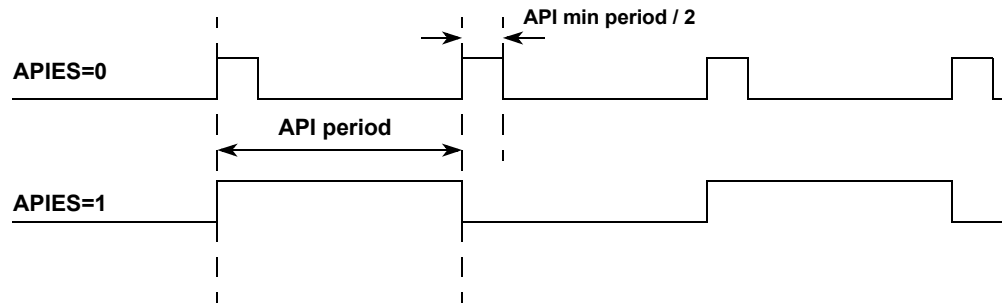 API min period / 2
APIES=0
API period
APIES=1